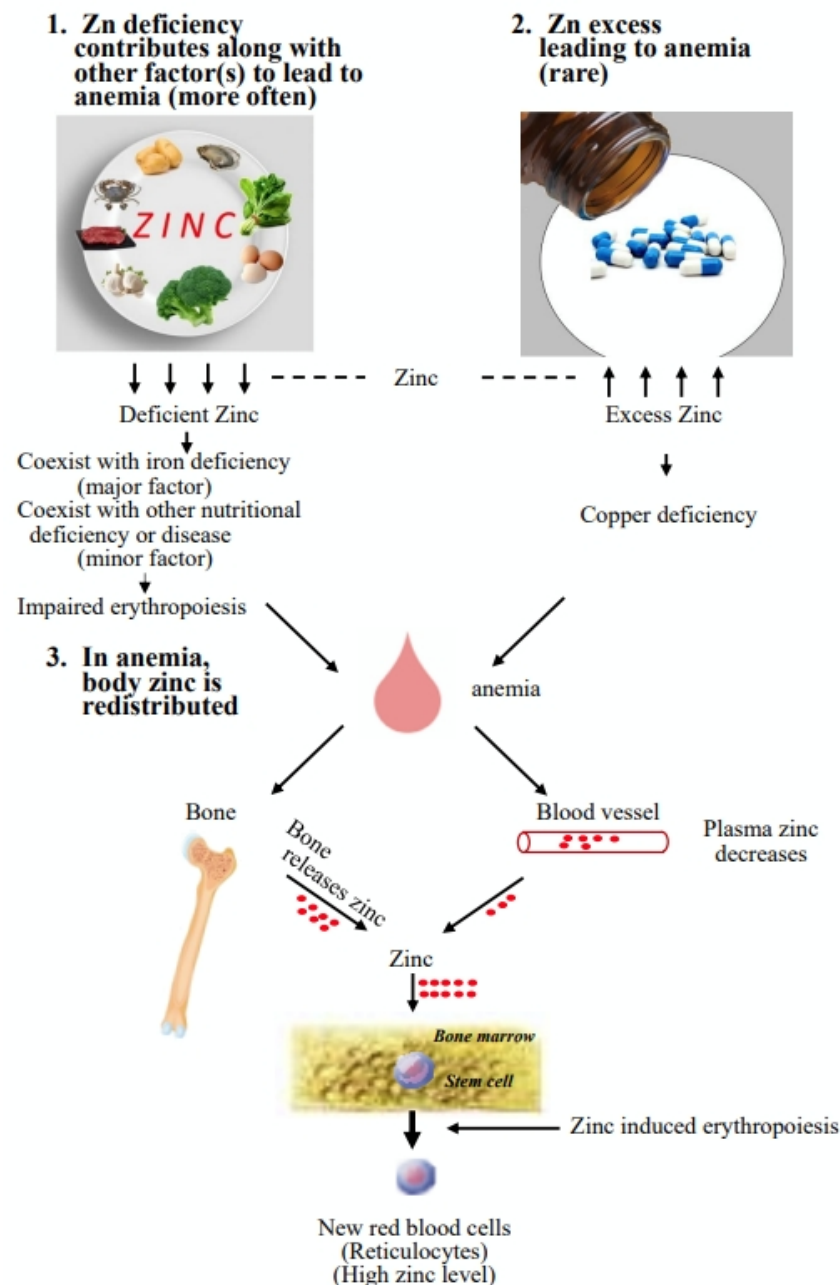 1. Zn deficiency
contributes along with
other factor(s) to lead to
anemia (more often)
2. Zn excess
leading to anemia
(rare)
ZINC
Zinc
Deficient Zinc
Excess Zinc
Coexist with iron deficiency
(major factor)
Coexist with other nutritional
deficiency or disease
(minor factor)
Copper deficiency
Impaired erythropoiesis
3. In anemia,
body zinc is
redistributed
anemia
Bone
Blood vessel
Plasma zinc
decreases
Bone
releases zinc
Zinc
Bone marrow
Stem cell
Zinc induced erythropoiesis
New red blood cells
(Reticulocytes)
(High zinc level)